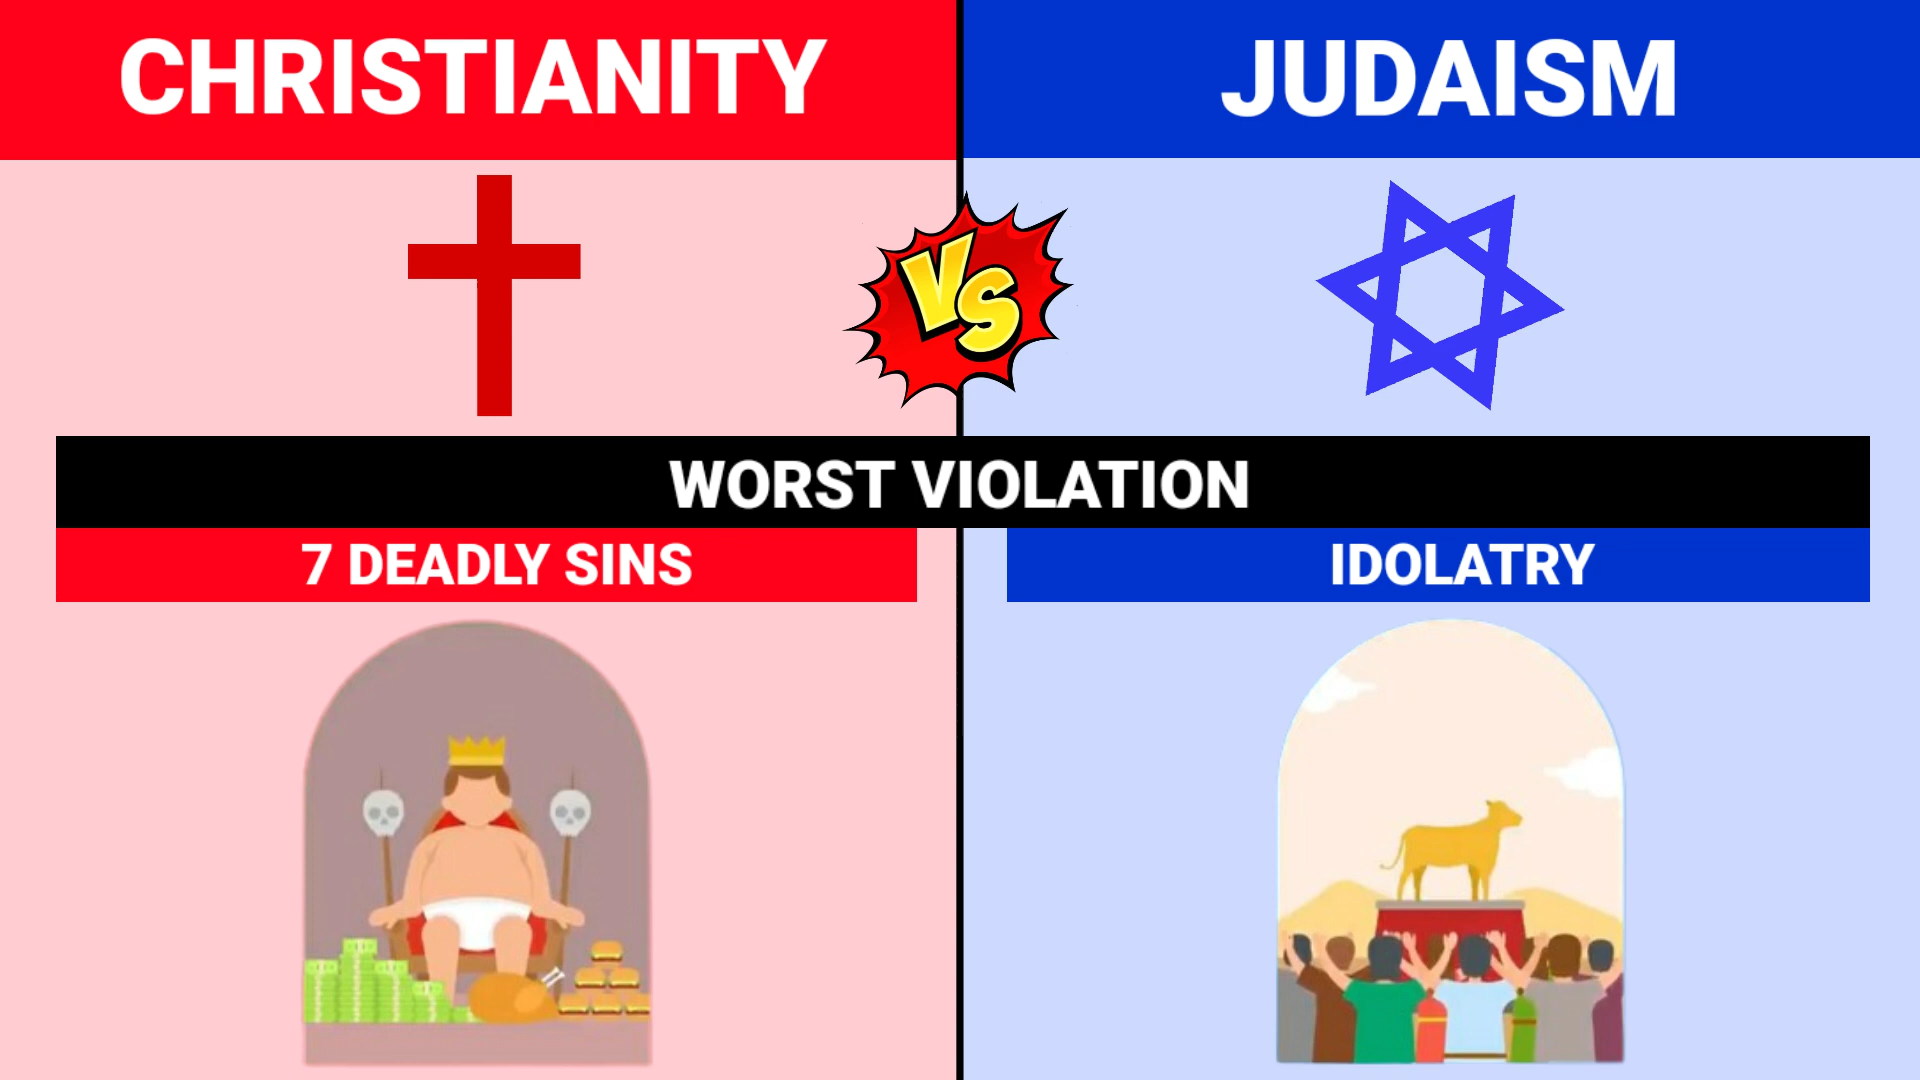 CHRISTIANITY
JUDAISM
VS
WORST VIOLATION
7 DEADLY SINS
IDOLATRY